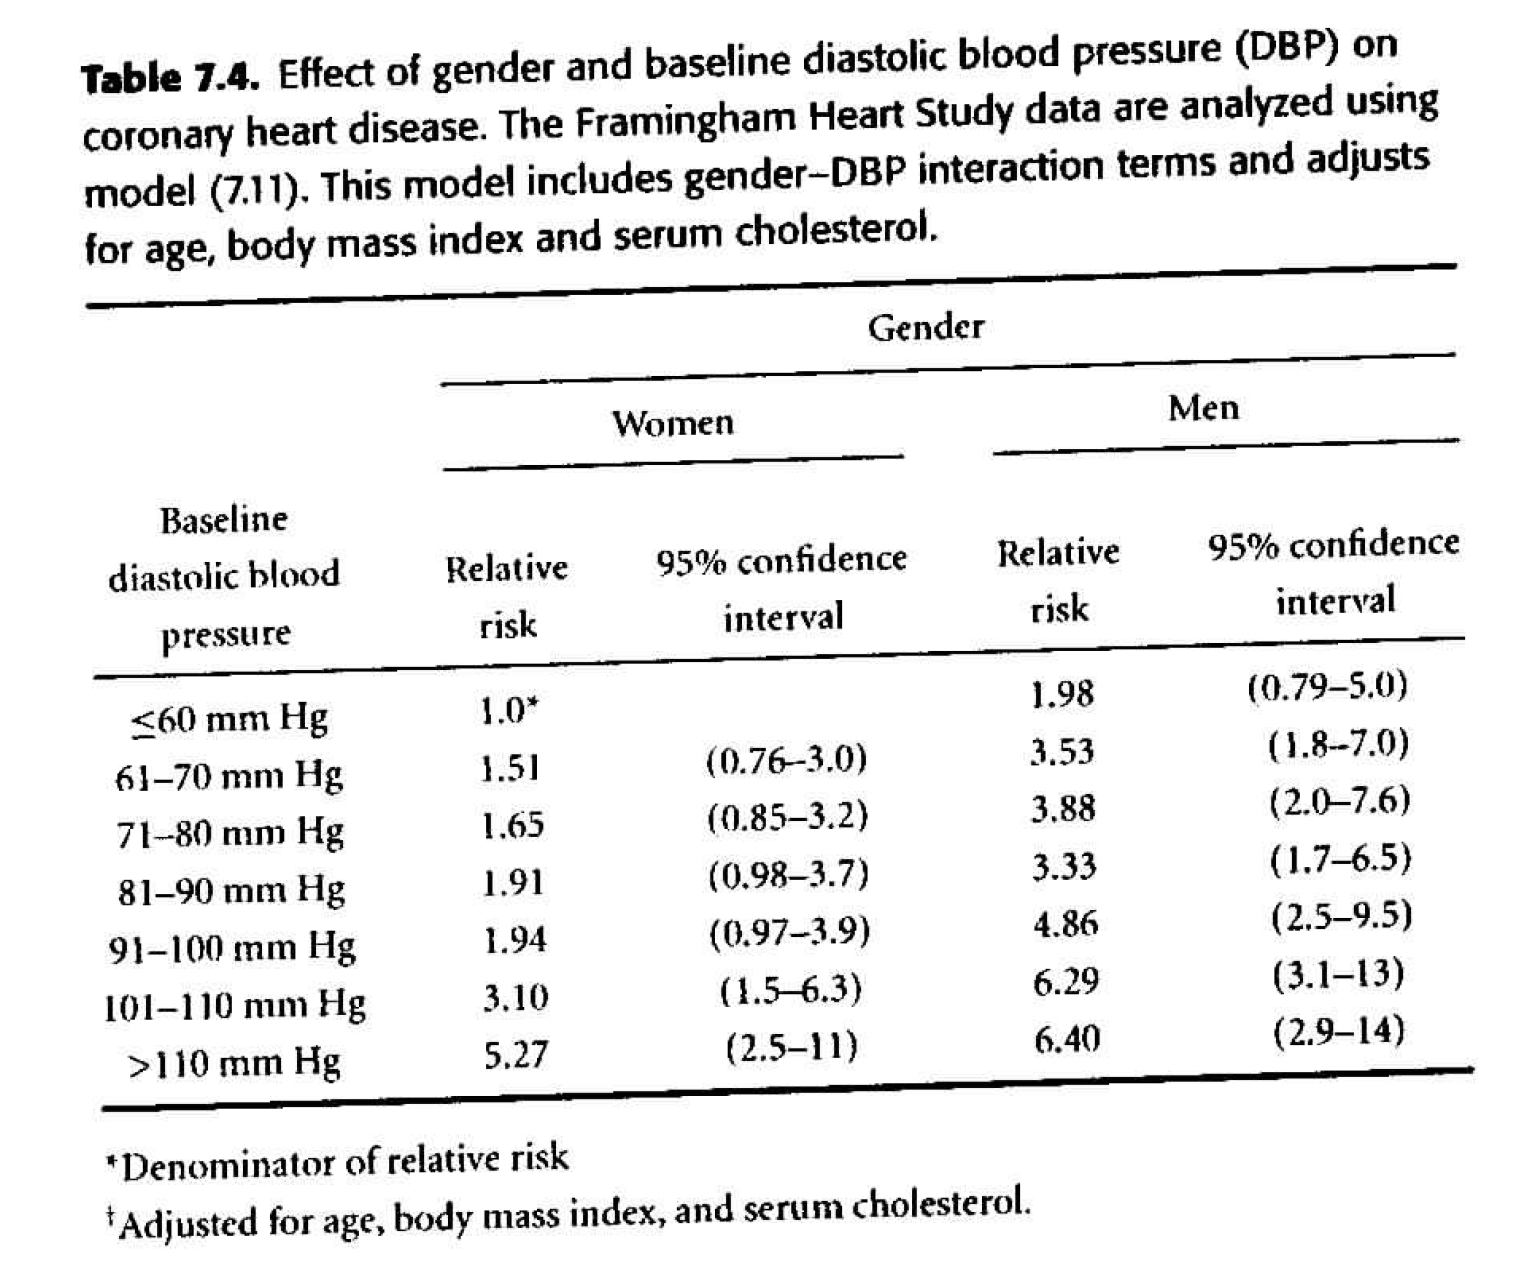 Table 7.4. Effect of gender and baseline diastolic blood pressure (DBP) on
coronary heart disease. The Framingham Heart Study data are analyzed using
model (7.11). This model includes gender–DBP interaction terms and adjusts
for age, body mass index and serum cholesterol.
Gender
Women Men
Baseline
diastolic blood
pressure
Relative
risk
95% confidence
interval
Relative
risk
95% confidence
interval
≤60 mm Hg 1.0* 1.98 (0.79–5.0)
61–70 mm Hg 1.51 (0.76–3.0) 3.53 (1.8–7.0)
71–80 mm Hg 1.65 (0.85–3.2) 3.88 (2.0–7.6)
81–90 mm Hg 1.91 (0.98–3.7) 3.33 (1.7–6.5)
91–100 mm Hg 1.94 (0.97–3.9) 4.86 (2.5–9.5)
101–110 mm Hg 3.10 (1.5–6.3) 6.29 (3.1–13)
>110 mm Hg 5.27 (2.5–11) 6.40 (2.9–14)
*Denominator of relative risk
‡Adjusted for age, body mass index, and serum cholesterol.